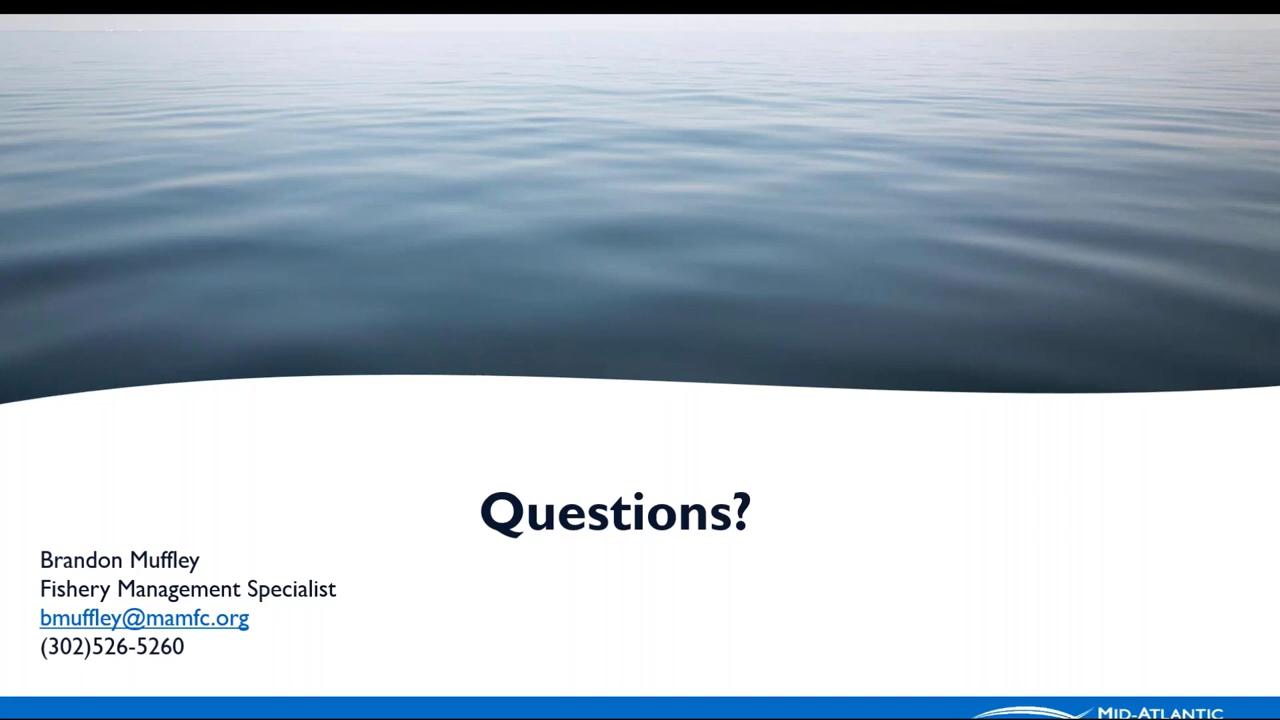 Questions?
Brandon Muffley
Fishery Management Specialist
bmuffley@mamfc.org
(302)526-5260
MID-ATLANTIC